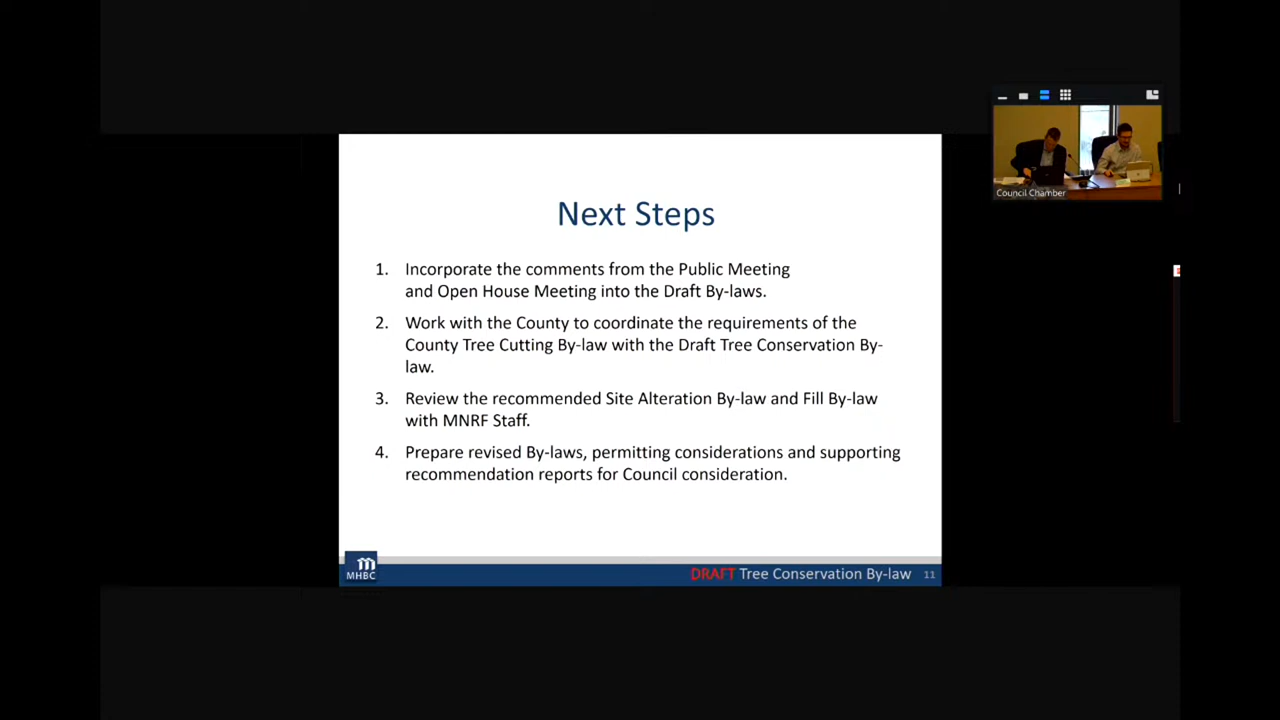 Council Chamber
Next Steps
1. Incorporate the comments from the Public Meeting
and Open House Meeting into the Draft By-laws.
2. Work with the County to coordinate the requirements of the
County Tree Cutting By-law with the Draft Tree Conservation By-
law.
3. Review the recommended Site Alteration By-law and Fill By-law
with MNRF Staff.
4. Prepare revised By-laws, permitting considerations and supporting
recommendation reports for Council consideration.
MHBC
DRAFT Tree Conservation By-law 11